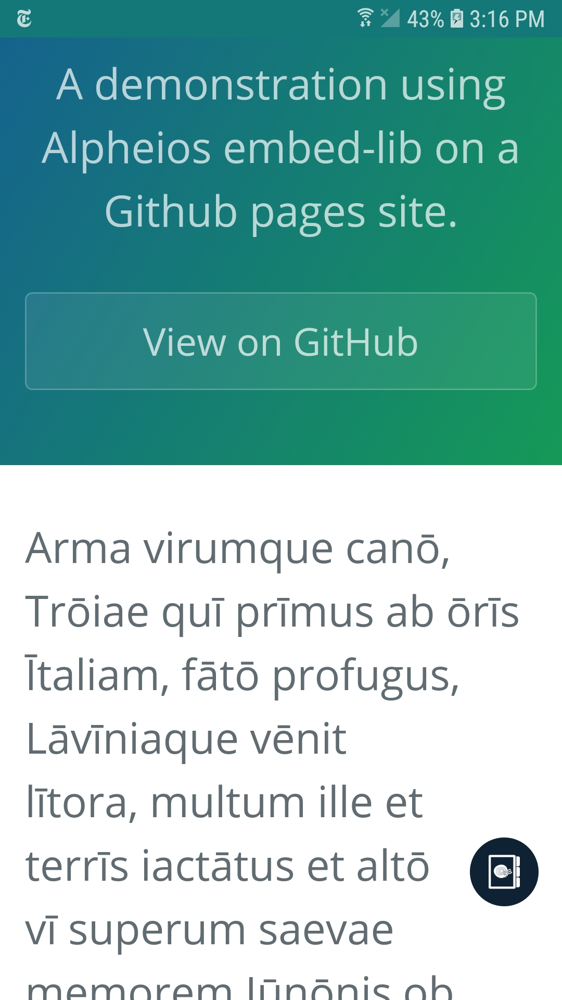 43% 3:16 PM
A demonstration using
Alpheios embed-lib on a
Github pages site.
View on GitHub
Arma virumque canō,
Trōiae quī prīmus ab ōrīs
Ītaliam, fātō profugus,
Lāvīniaque vēnit
lītora, multum ille et
terrīs iactātus et altō
vī superum saevae
memorem Iūnōnis ob